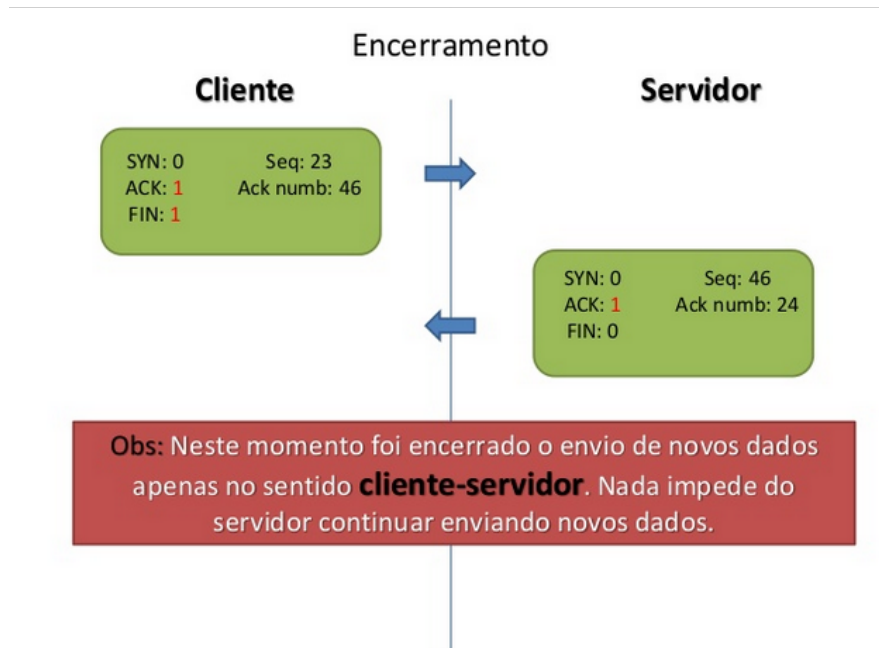 Encerramento
Cliente
Servidor
SYN: 0 Seq: 23
ACK: 1 Ack numb: 46
FIN: 1
SYN: 0 Seq: 46
ACK: 1 Ack numb: 24
FIN: 0
Obs: Neste momento foi encerrado o envio de novos dados
apenas no sentido cliente-servidor. Nada impede do
servidor continuar enviando novos dados.